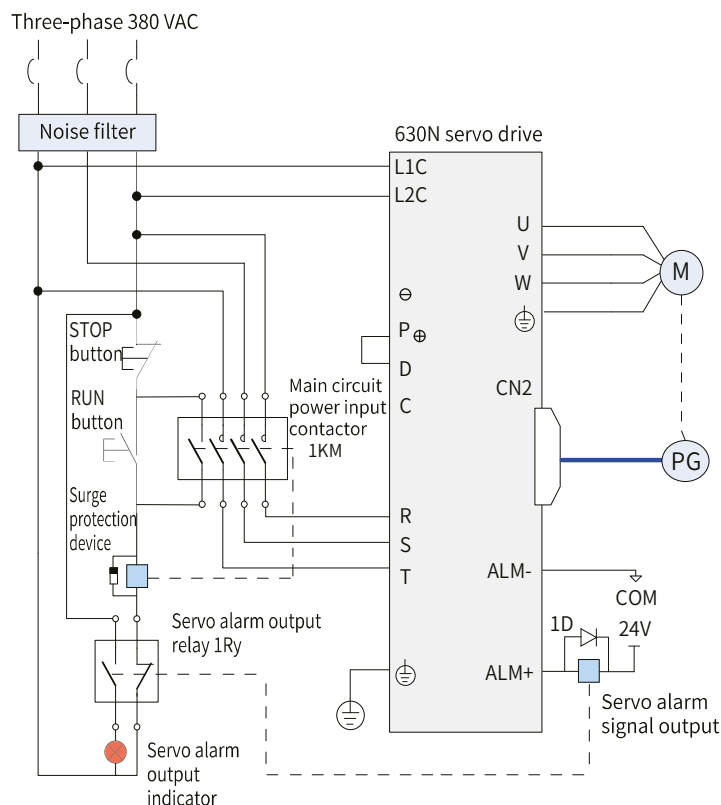 Three-phase 380 VAC
Noise filter
630N servo drive
L1C
L2C
U
V
W
M
⊖
P⊕
D
C
STOP
button
RUN
button
Main circuit
power input
contactor
1KM
CN2
PG
Surge
protection
device
R
S
T
ALM-
COM
1D
24V
ALM+
Servo alarm
signal output
Servo alarm output
relay 1Ry
Servo alarm
output
indicator